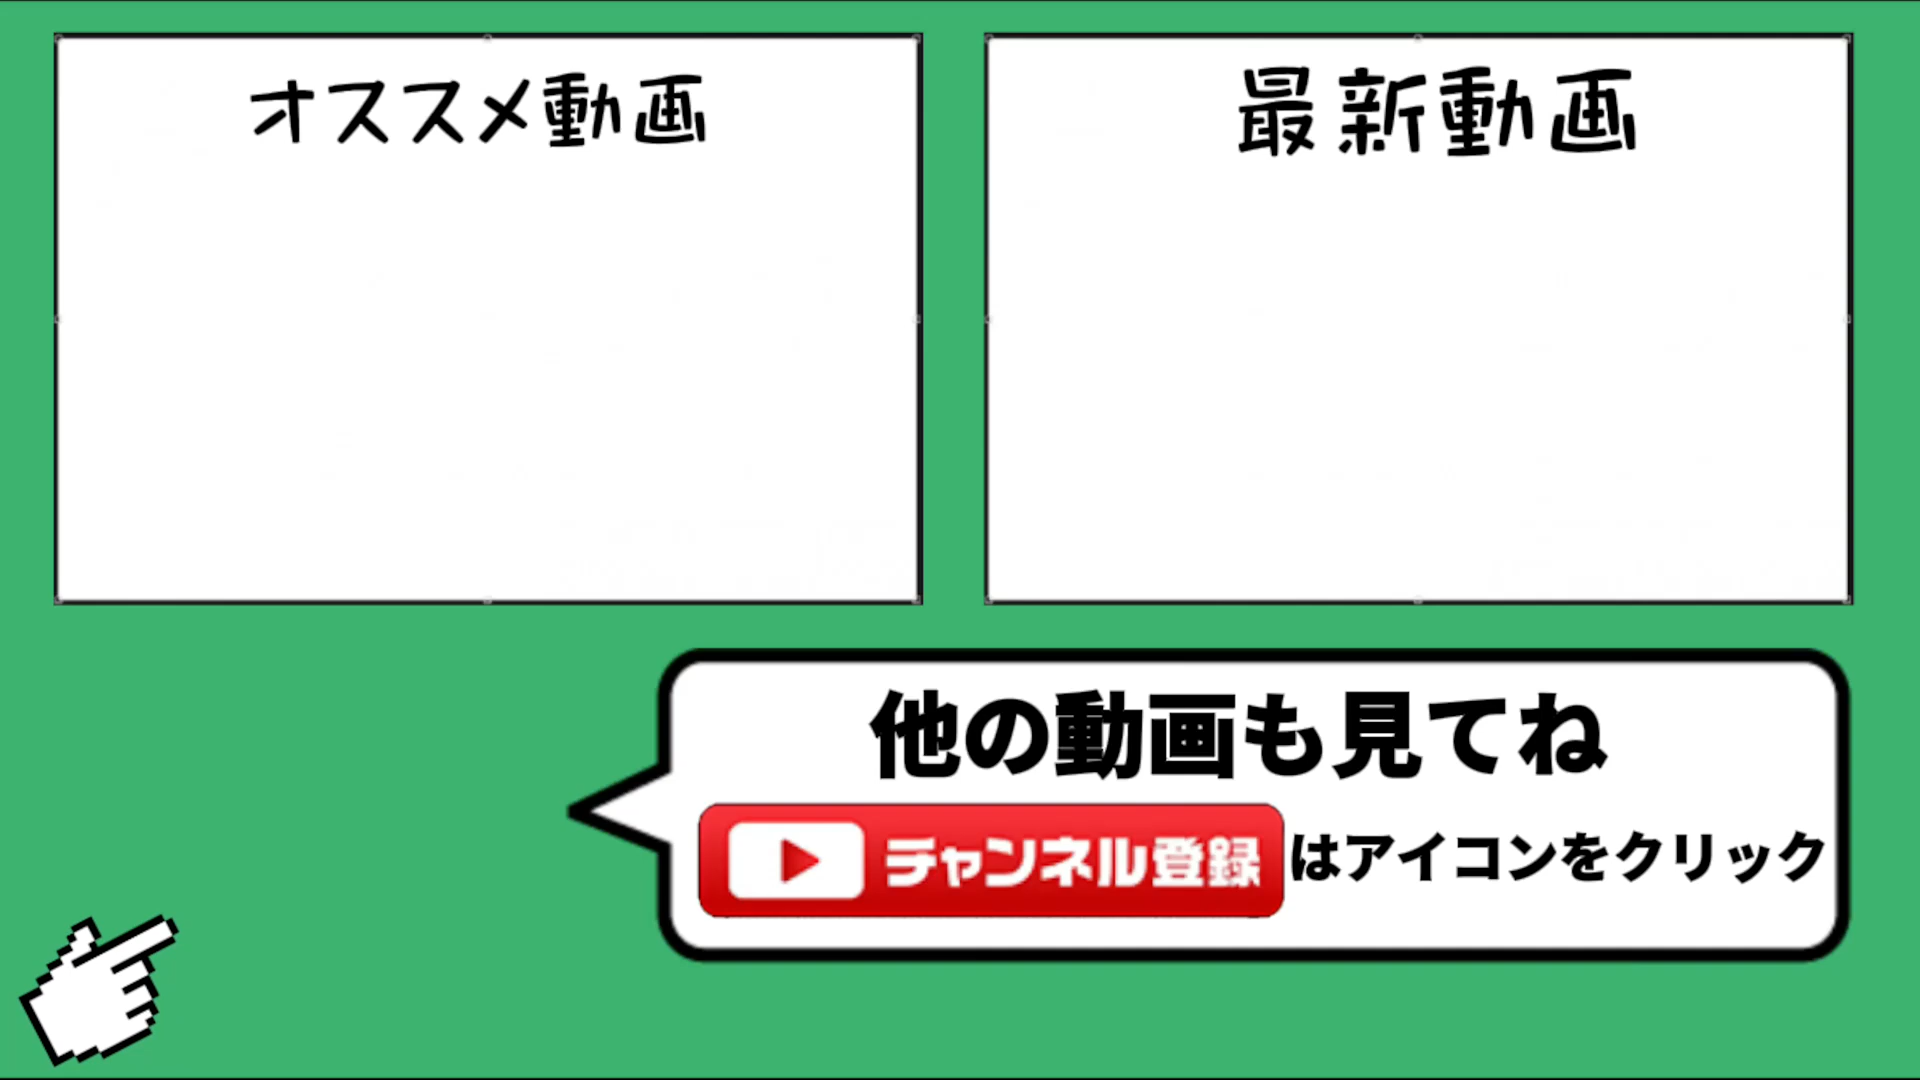 オススメ動画
最新動画
他の動画も見てね
チャンネル登録はアイコンをクリック